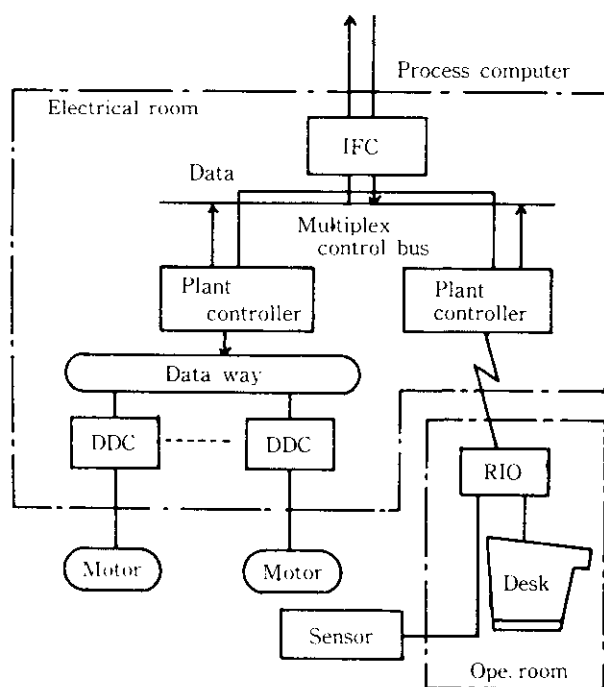 Process computer
Electrical room
IFC
Data
Multiplex
control bus
Plant
controller
Plant
controller
Data way
DDC
DDC
RIO
Motor
Motor
Desk
Sensor
Ope. room